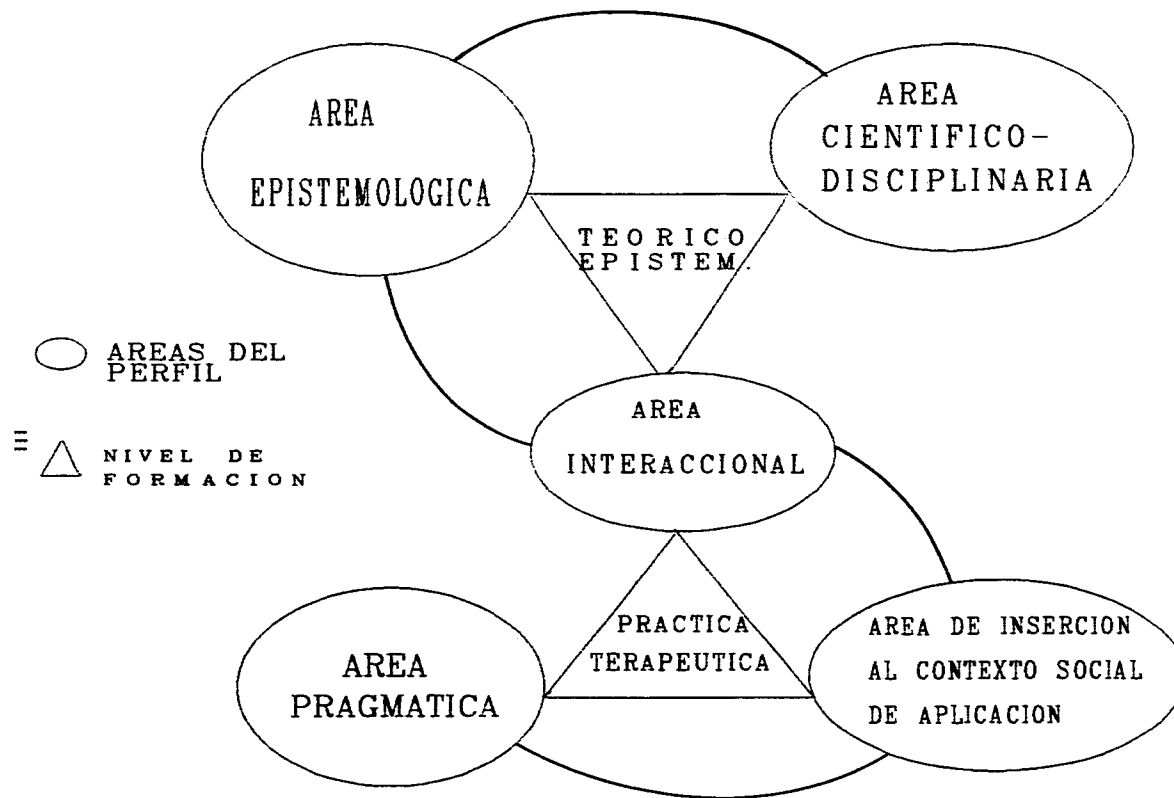 AREA
EPISTEMOLOGICA
AREA
CIENTIFICO-
DISCIPLINARIA
TEORICO
EPISTEM.
AREAS DEL
PERFIL
NIVEL DE
FORMACION
AREA
INTERACCIONAL
PRACTICA
TERAPEUTICA
AREA
PRAGMATICA
AREA DE INSERCION
AL CONTEXTO SOCIAL
DE APLICACION